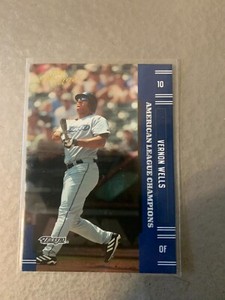 10
VERNON WELLS
AMERICAN LEAGUE CHAMPIONS
OF